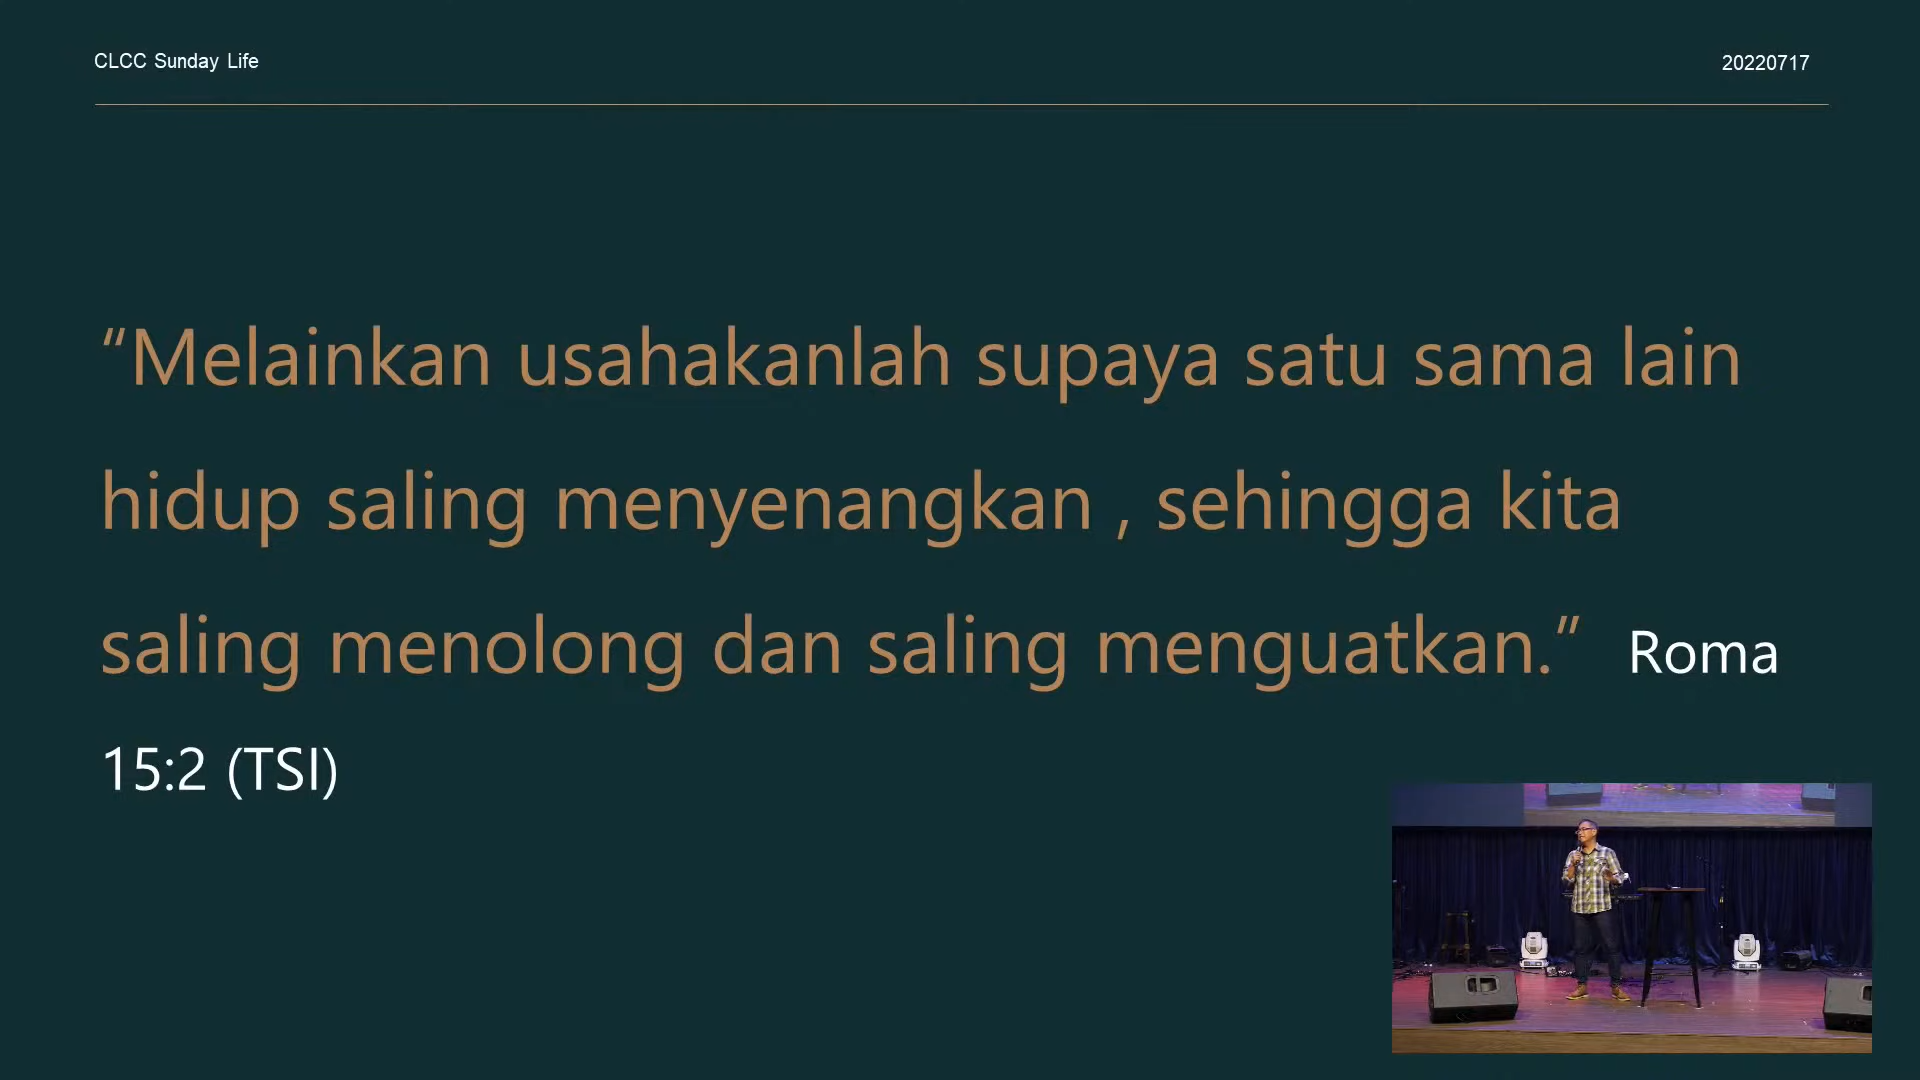 CLCC Sunday Life
20220717
“Melainkan usahakanlah supaya satu sama lain
hidup saling menyenangkan , sehingga kita
saling menolong dan saling menguatkan.” Roma
15:2 (TSI)